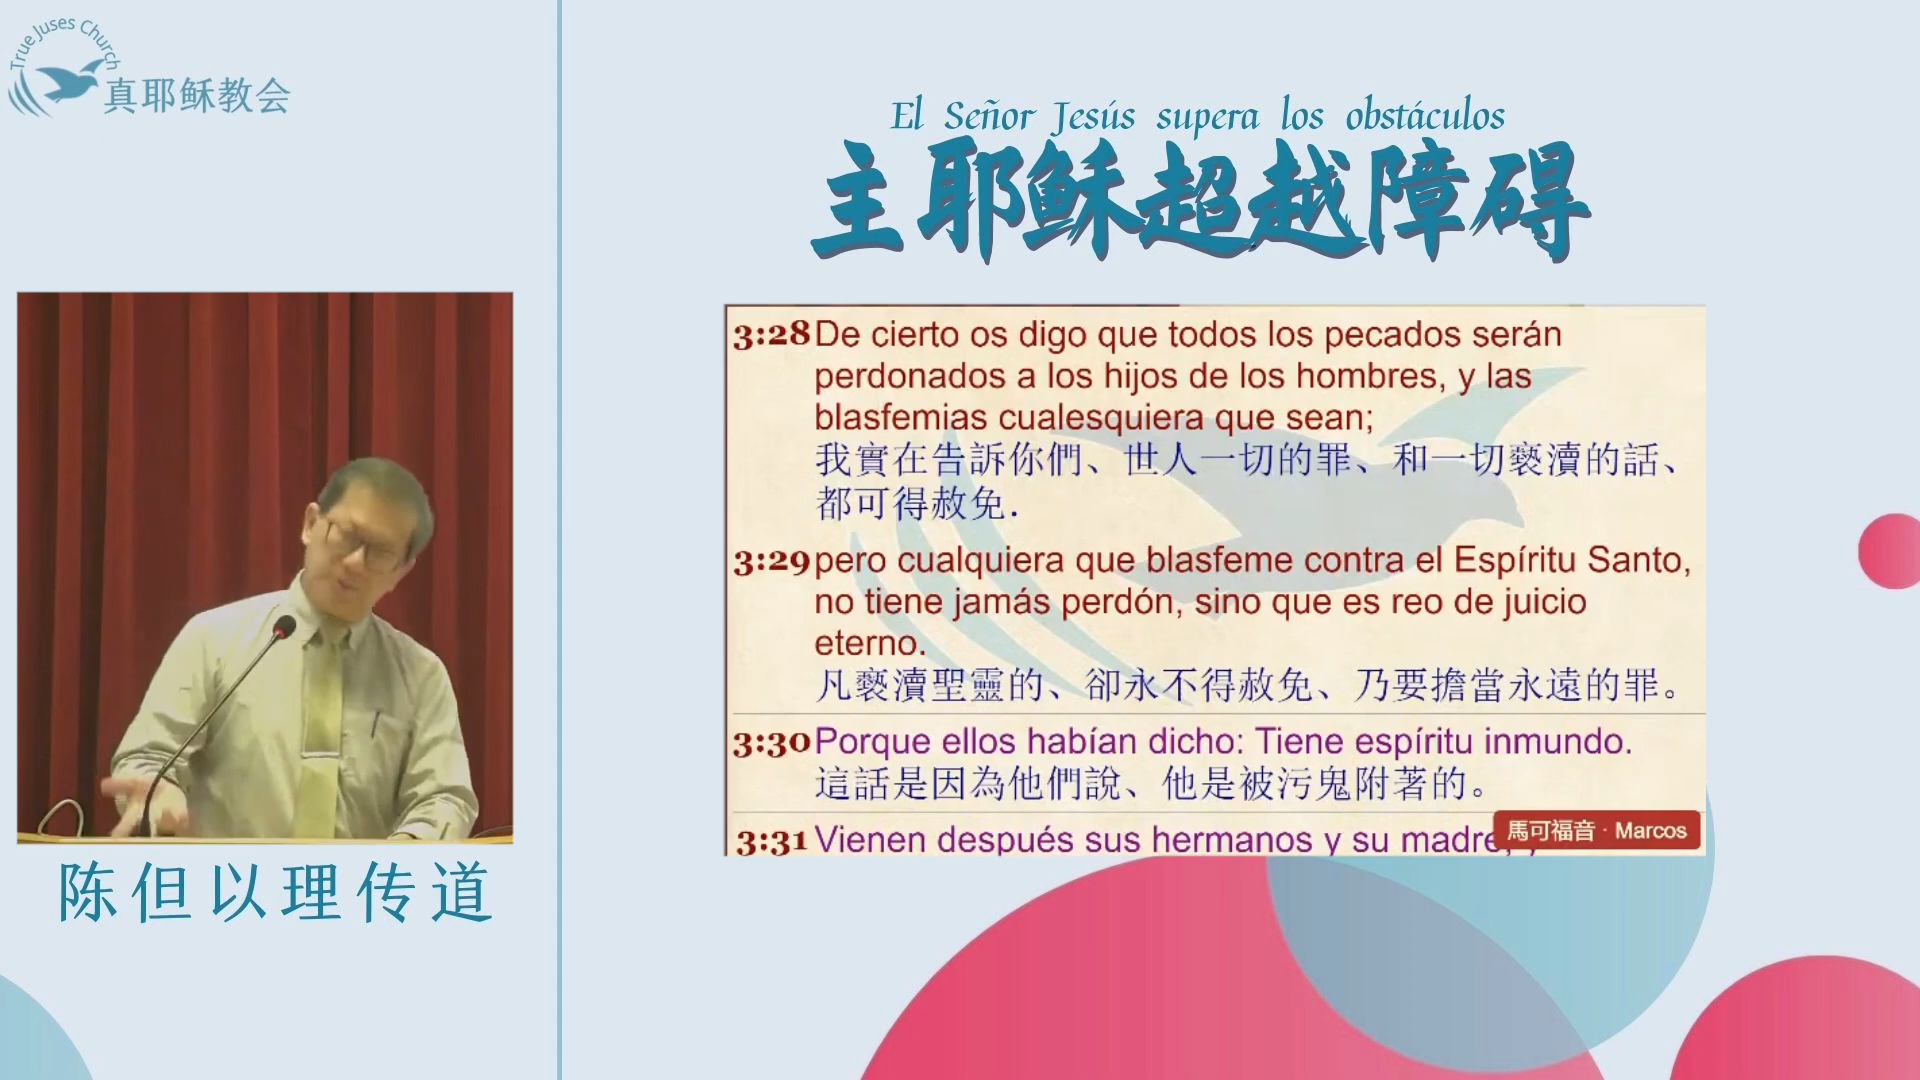 True Juses Church
真耶稣教会
El Señor Jesús supera los obstáculos
主耶稣超越障碍
3:28 De cierto os digo que todos los pecados serán
perdonados a los hijos de los hombres, y las
blasfemias cualesquiera que sean;
我實在告訴你們、世人一切的罪、和一切褻瀆的話、
都可得赦免.
3:29 pero cualquiera que blasfeme contra el Espíritu Santo,
no tiene jamás perdón, sino que es reo de juicio
eterno.
凡褻瀆聖靈的、卻永不得赦免、乃要擔當永遠的罪。
3:30 Porque ellos habían dicho: Tiene espíritu inmundo.
這話是因為他們說、他是被污鬼附著的。
3:31 Vienen después sus hermanos y su madre, y
馬可福音 · Marcos
陈但以理传道